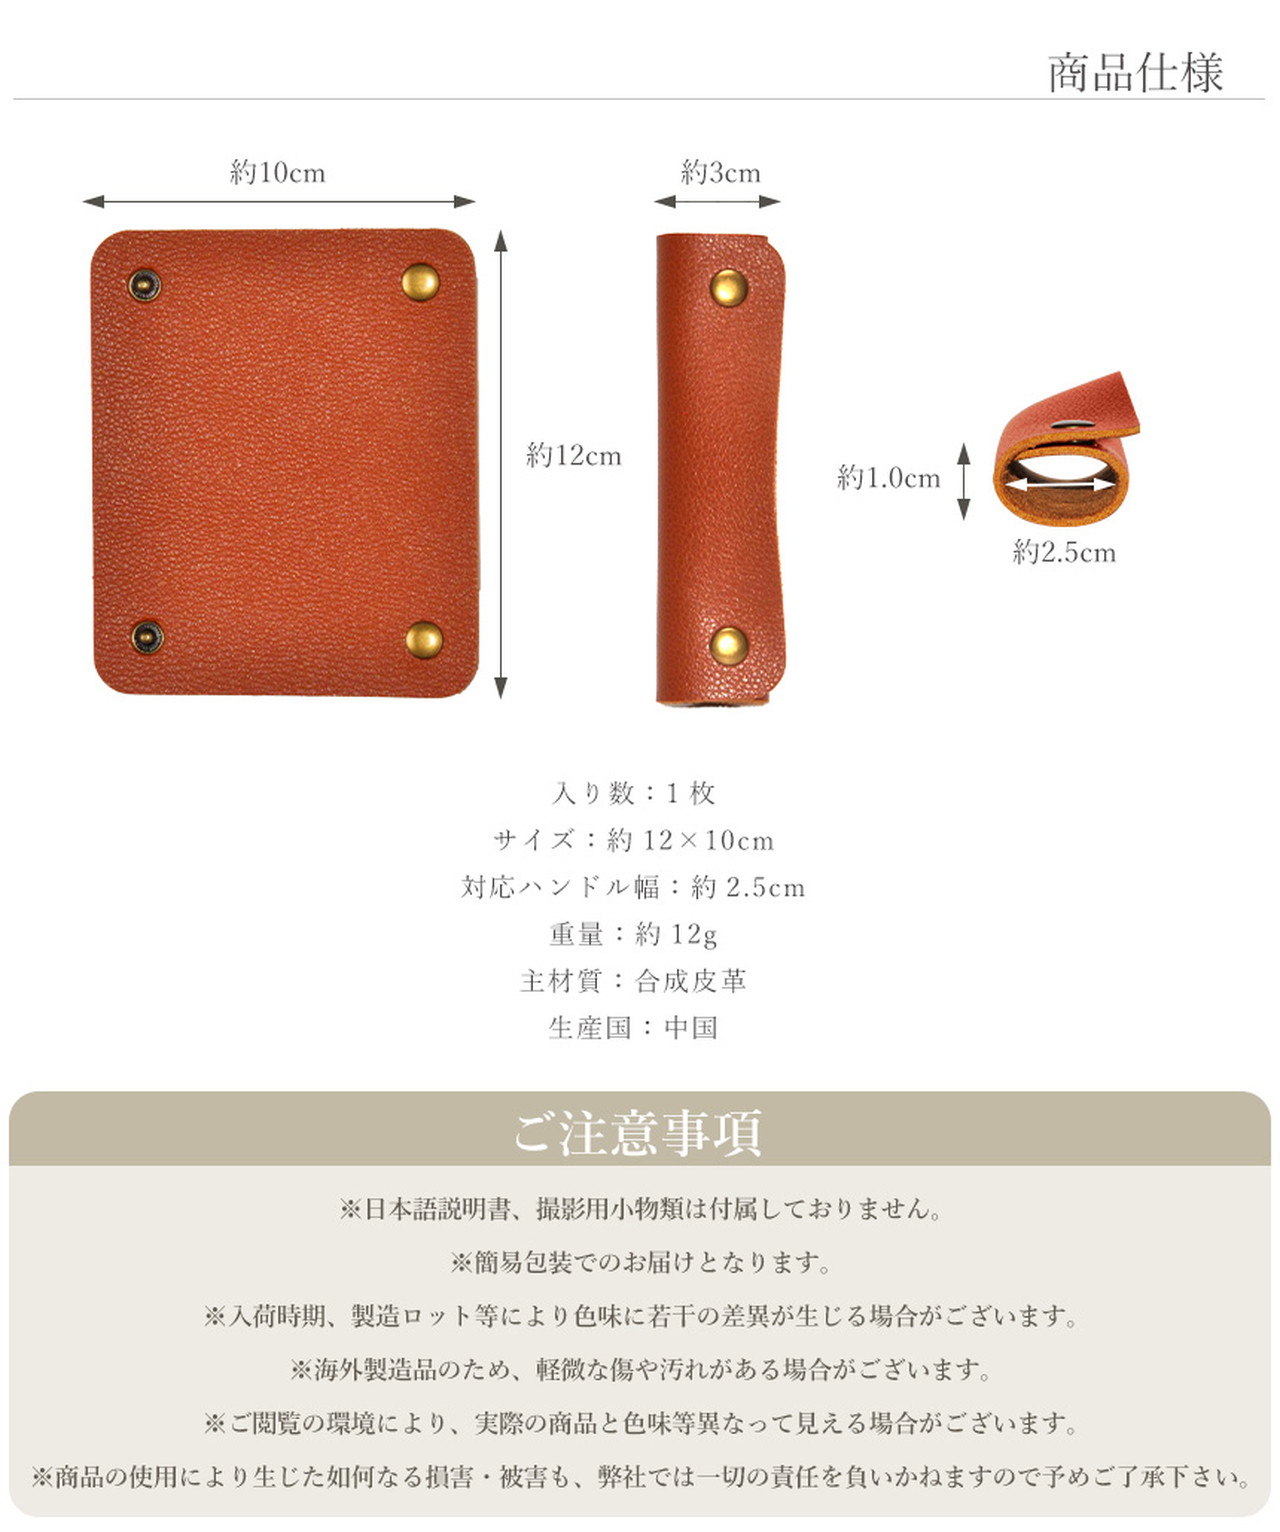 商品仕様
約10cm
約3cm
約12cm
約1.0cm
約2.5cm
入り数：1 枚
サイズ：約 12×10cm
対応ハンドル幅：約 2.5cm
重量：約 12g
主材質：合成皮革
生産国：中国
ご注意事項
※日本語説明書、撮影用小物類は付属しておりません。
※簡易包装でのお届けとなります。
※入荷時期、製造ロット等により色味に若干の差異が生じる場合がございます。
※海外製造品のため、軽微な傷や汚れがある場合がございます。
※ご閲覧の環境により、実際の商品と色味等異なって見える場合がございます。
※商品の使用により生じた如何なる損害・被害も、弊社では一切の責任を負いかねますので予めご了承下さい。